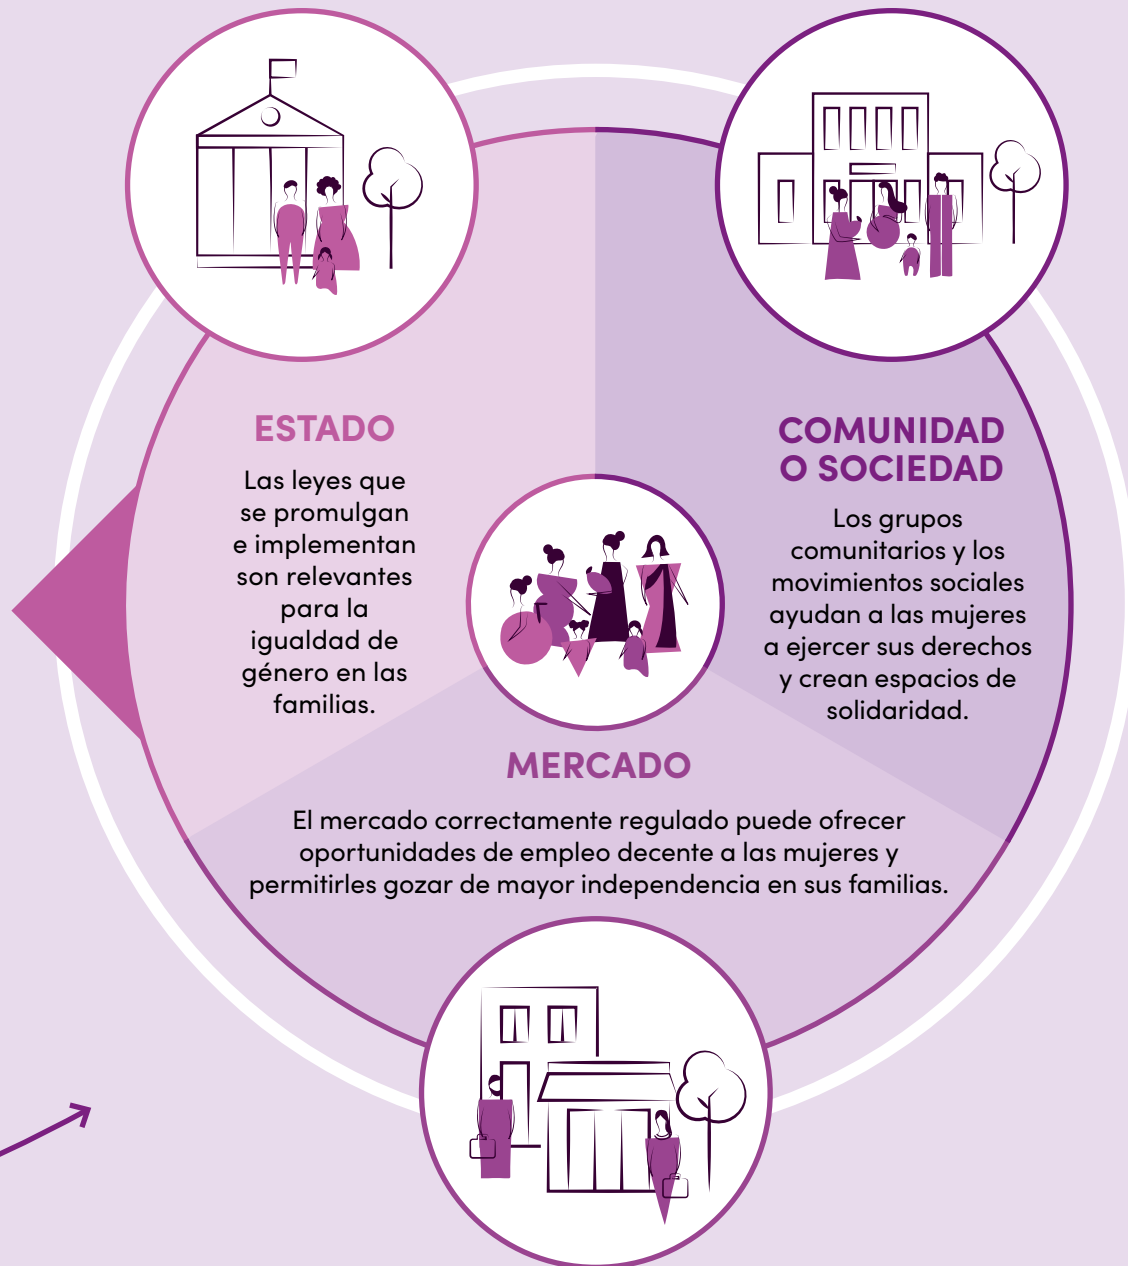 ESTADO
Las leyes que
se promulgan
e implementan
son relevantes
para la
igualdad de
género en las
familias.
COMUNIDAD
O SOCIEDAD
Los grupos
comunitarios y los
movimientos sociales
ayudan a las mujeres
a ejercer sus derechos
y crean espacios de
solidaridad.
MERCADO
El mercado correctamente regulado puede ofrecer
oportunidades de empleo decente a las mujeres y
permitirles gozar de mayor independencia en sus familias.